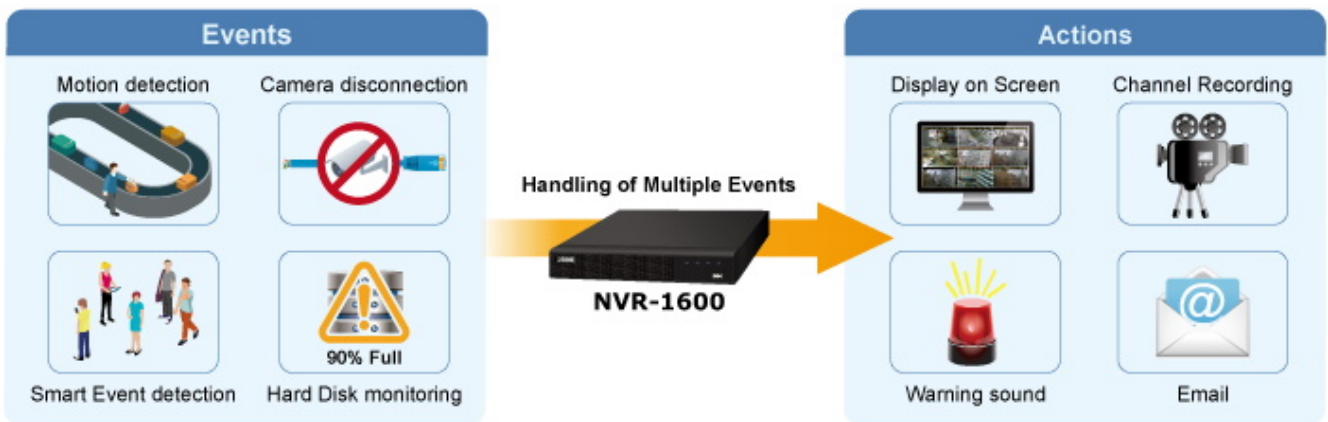 Events
Motion detection
Camera disconnection
Smart Event detection
90% Full
Hard Disk monitoring
Handling of Multiple Events
NVR-1600
Actions
Display on Screen
Channel Recording
@
Warning sound
Email